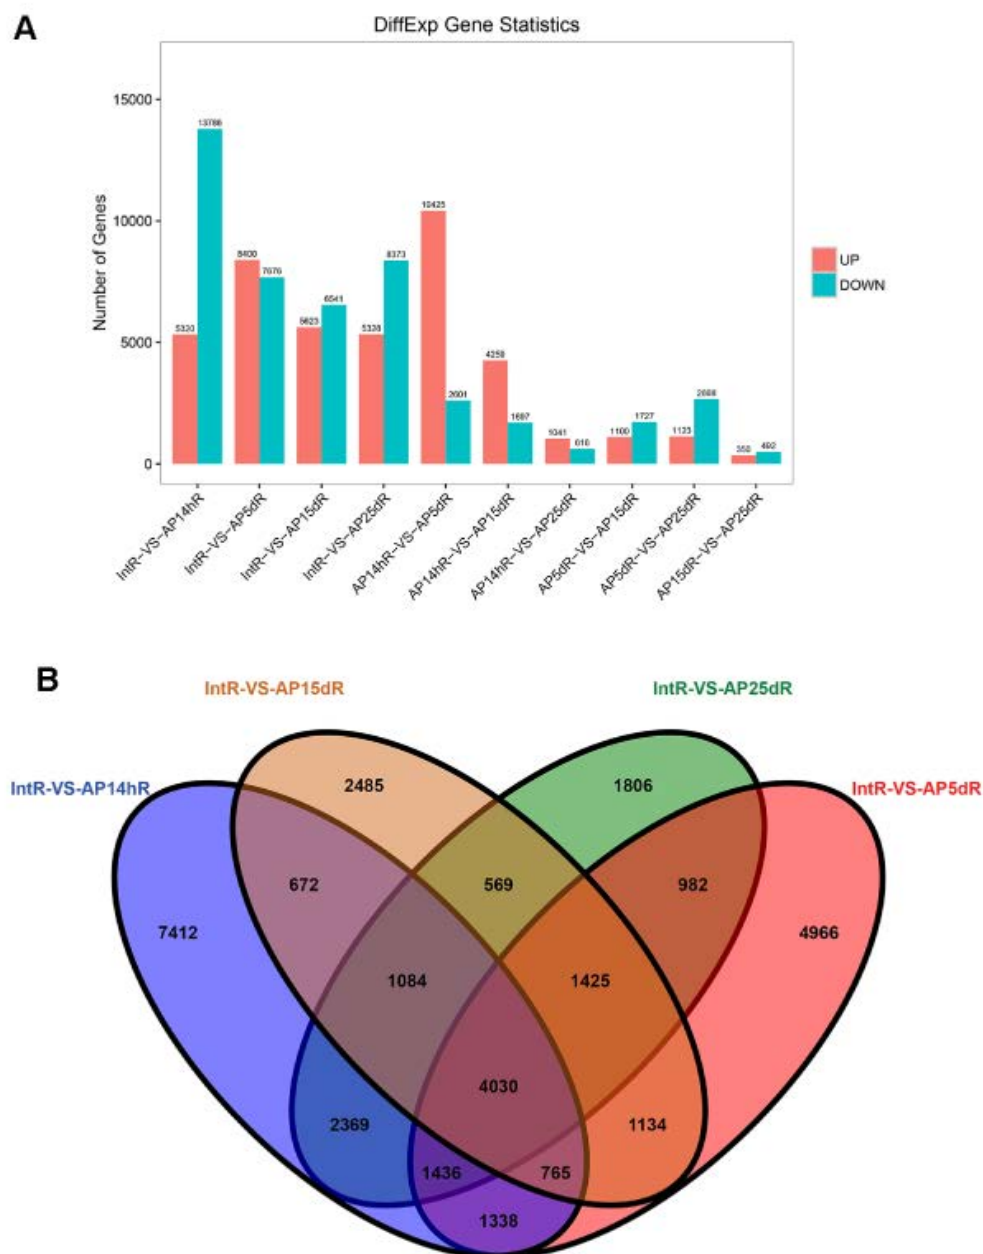 A
DiffExp Gene Statistics
Number of Genes
15000
10000
5000
0
5320
13786
8400
7676
5623
6541
5328
8373
10425
2601
1697
1041
1100
1727
1123
492
UP
DOWN
IntR-VS-AP14hR
IntR-VS-AP5dR
IntR-VS-AP15dR
IntR-VS-AP25dR
AP14hR-VS-AP5dR
AP14hR-VS-AP15dR
AP14hR-VS-AP25dR
AP5dR-VS-AP15dR
AP5dR-VS-AP25dR
AP15dR-VS-AP25dR
B
IntR-VS-AP15dR
IntR-VS-AP25dR
IntR-VS-AP14hR
IntR-VS-AP5dR
2485
1806
672
569
982
7412
4966
1084
1425
4030
2369
1134
1436
765
1338